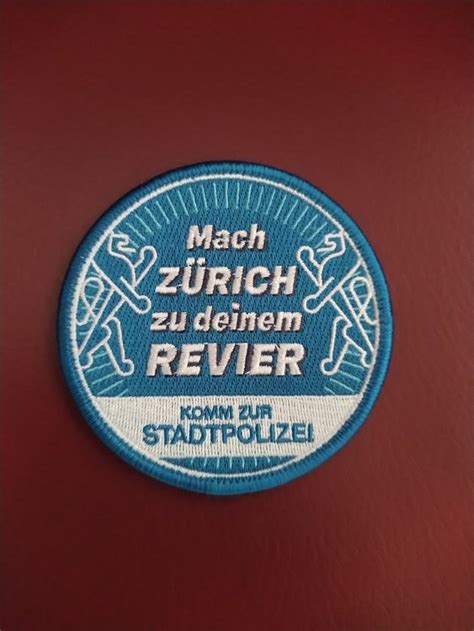 Mach
ZÜRICH
zu deinem
REVIER
KOMM ZUR
STADTPOLIZEI